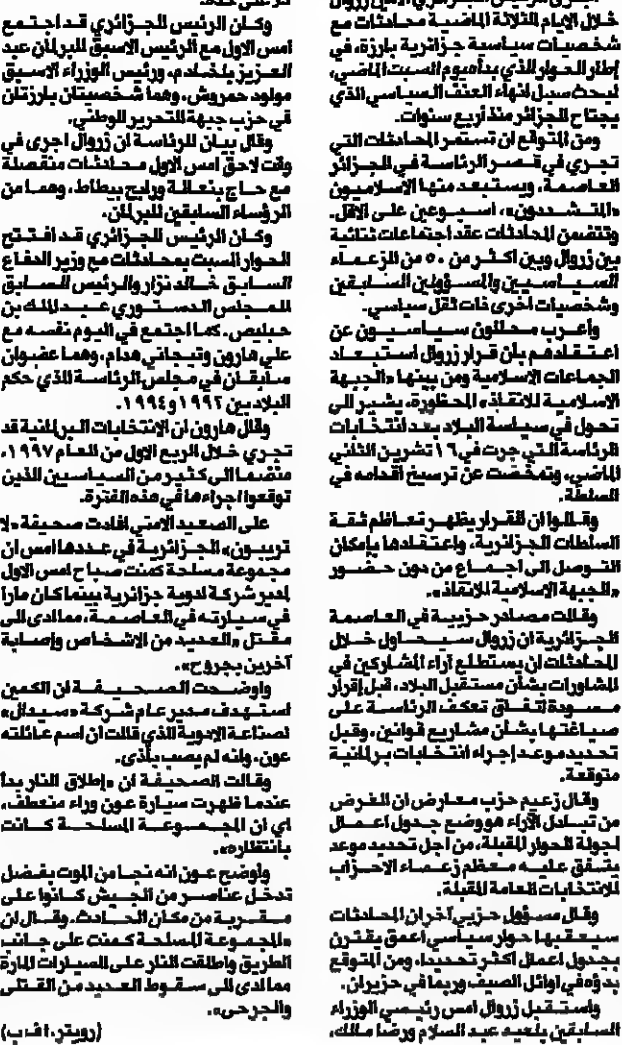 خلال الايام الثلاثة الماضية محادثات مع
شخصيات سياسية جزائرية بارزة، في
إطار الحوار الذي بدأه يوم السبت الماضي،
لبحث سبل انهاء العنف السياسي الذي
يجتاح الجزائر منذ أربع سنوات.
ومن المتوقع ان تستمر المحادثات التي
تجري في قصر الرئاسة في الجزائر
العاصمة، ويستبعد منها الاسلاميون
«المتشددون»، اسبوعين على الاقل.
وتتضمن المحادثات عقد اجتماعات ثنائية
بين زروال وبين اكثر من ٥٠ من الزعماء
السياسيين والمسؤولين السابقين
وشخصيات اخرى ذات ثقل سياسي.
وأعرب محللون سياسيون عن
اعتقادهم بأن قرار زروال استبعاد
الجماعات الاسلامية ومن بينها «الجبهة
الاسلامية للانقاذ» المحظورة، يشير الى
تحول في سياسة البلاد بعد انتخابات
الرئاسة التي جرت في ١٦ تشرين الثاني
الماضي، وتمخضت عن ترسيخ أقدامه في
السلطة.
وقالوا ان القرار يظهر تعاظم ثقة
السلطات الجزائرية، واعتقادها بإمكان
التوصل الى اجماع من دون حضور
«الجبهة الاسلامية للانقاذ».
وقالت مصادر حزبية في العاصمة
الجزائرية ان زروال سيحاول خلال
المحادثات ان يستطلع آراء المشاركين في
المشاورات بشأن مستقبل البلاد، قبل إقرار
مسودة إتفاق تعكف الرئاسة على
صياغتها بشأن مشاريع قوانين، وقبل
تحديد موعد إجراء انتخابات برلمانية
متوقعة.
وقال زعيم حزب معارض ان الغرض
من تبادل الآراء هو وضع جدول اعمال
لجولة الحوار المقبلة، من اجل تحديد موعد
يتفق عليه معظم زعماء الاحزاب
للانتخابات العامة المقبلة.
وقال مسؤول حزبي آخر ان المحادثات
سيعقبها حوار سياسي اعمق يقترن
بجدول اعمال اكثر تحديدا، ومن المتوقع
بدؤه في اوائل الصيف وربما في حزيران.
واستقبل زروال امس رئيسي الوزراء
السابقين بلعيد عبد السلام ورضا مالك،
وكان الرئيس الجزائري قد اجتمع
امس الاول مع الرئيس الاسبق للبرلمان عبد
العزيز بلخادم، ورئيس الوزراء الاسبق
مولود حمروش، وهما شخصيتان بارزتان
في حزب جبهة التحرير الوطني.
وقال بيان للرئاسة ان زروال اجرى في
وقت لاحق امس الاول محادثات منفصلة
مع حاج بنعالة ورابح بيطاط، وهما من
الرؤساء السابقين للبرلمان.
وكان الرئيس الجزائري قد افتتح
الحوار السبت بمحادثات مع وزير الدفاع
السابق خالد نزار والرئيس السابق
للمجلس الدستوري عبد الملك بن
حبليص. كما اجتمع في اليوم نفسه مع
علي هارون وتيجاني هدام، وهما عضوان
سابقان في مجلس الرئاسة الذي حكم
البلاد بين ١٩٩٢ و١٩٩٤.
وقال هارون ان الإنتخابات البرلمانية قد
تجري خلال الربع الاول من العام ١٩٩٧،
منضما الى كثير من السياسيين الذين
توقعوا اجراءها في هذه الفترة.
على الصعيد الامني افادت صحيفة «لا
تريبون» الجزائرية في عددها امس ان
مجموعة مسلحة كمنت صباح امس الاول
لمدير شركة لدوية جزائرية بينما كان مارا
في سيارته في العاصمة، مما ادى الى
مقتل «العديد من الاشخاص وإصابة
آخرين بجروح».
واوضحت الصحيفة ان الكمين
استهدف مدير عام شركة «سيدال»
لصناعة الادوية الذي قالت ان اسم عائلته
عون، وانه لم يصب بأذى.
وقالت الصحيفة ان «إطلاق النار بدأ
عندما ظهرت سيارة عون وراء منعطف،
اي ان المجموعة المسلحة كانت
بانتظاره».
وأوضح عون انه نجا من الموت بفضل
تدخل عناصر من الجيش كانوا على
مقربة من مكان الحادث. وقال ان
«المجموعة المسلحة كمنت على جانب
الطريق واطلقت النار على السيارات المارة
مما ادى الى سقوط العديد من القتلى
والجرحى».
(رويتر، ا ف ب)